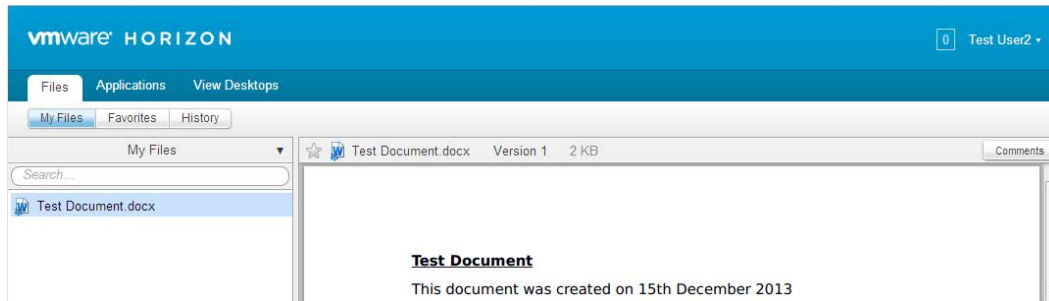 vmware HORIZON
0 Test User2
Files Applications View Desktops
My Files Favorites History
My Files Test Document.docx Version 1 2 KB Comments
Search...
Test Document.docx
Test Document
This document was created on 15th December 2013